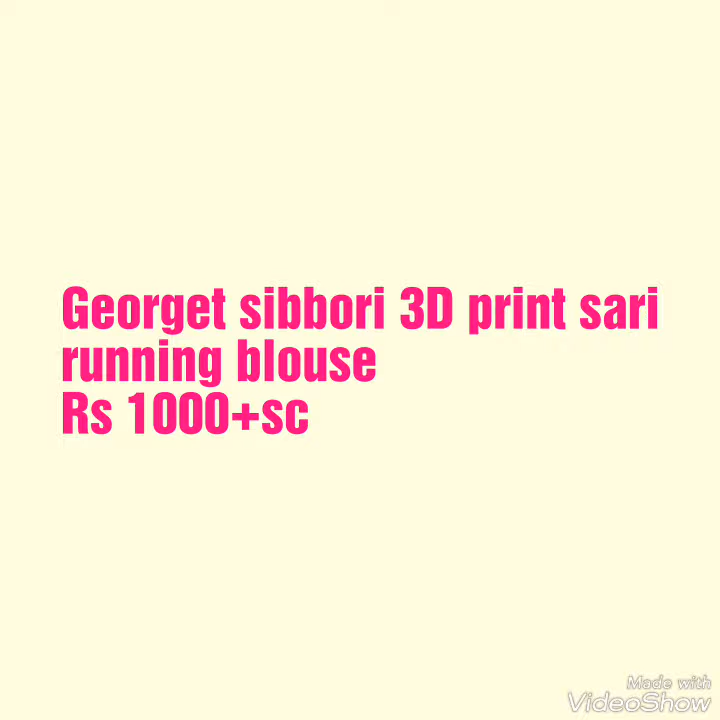 Georget sibbori 3D print sari
running blouse
Rs 1000+sc
Made with
VideoShow